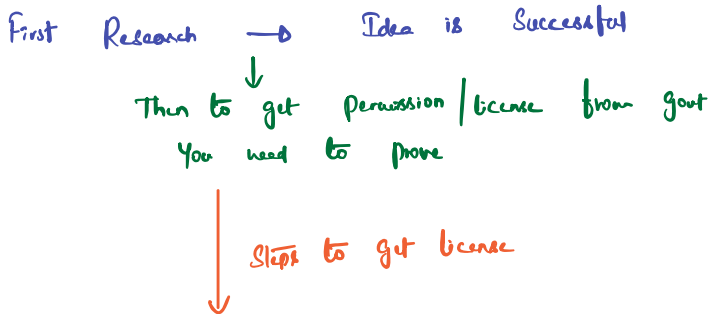 First Research → Idea is Successful
Then to get permission/license from govt
You need to prove
Steps to get license